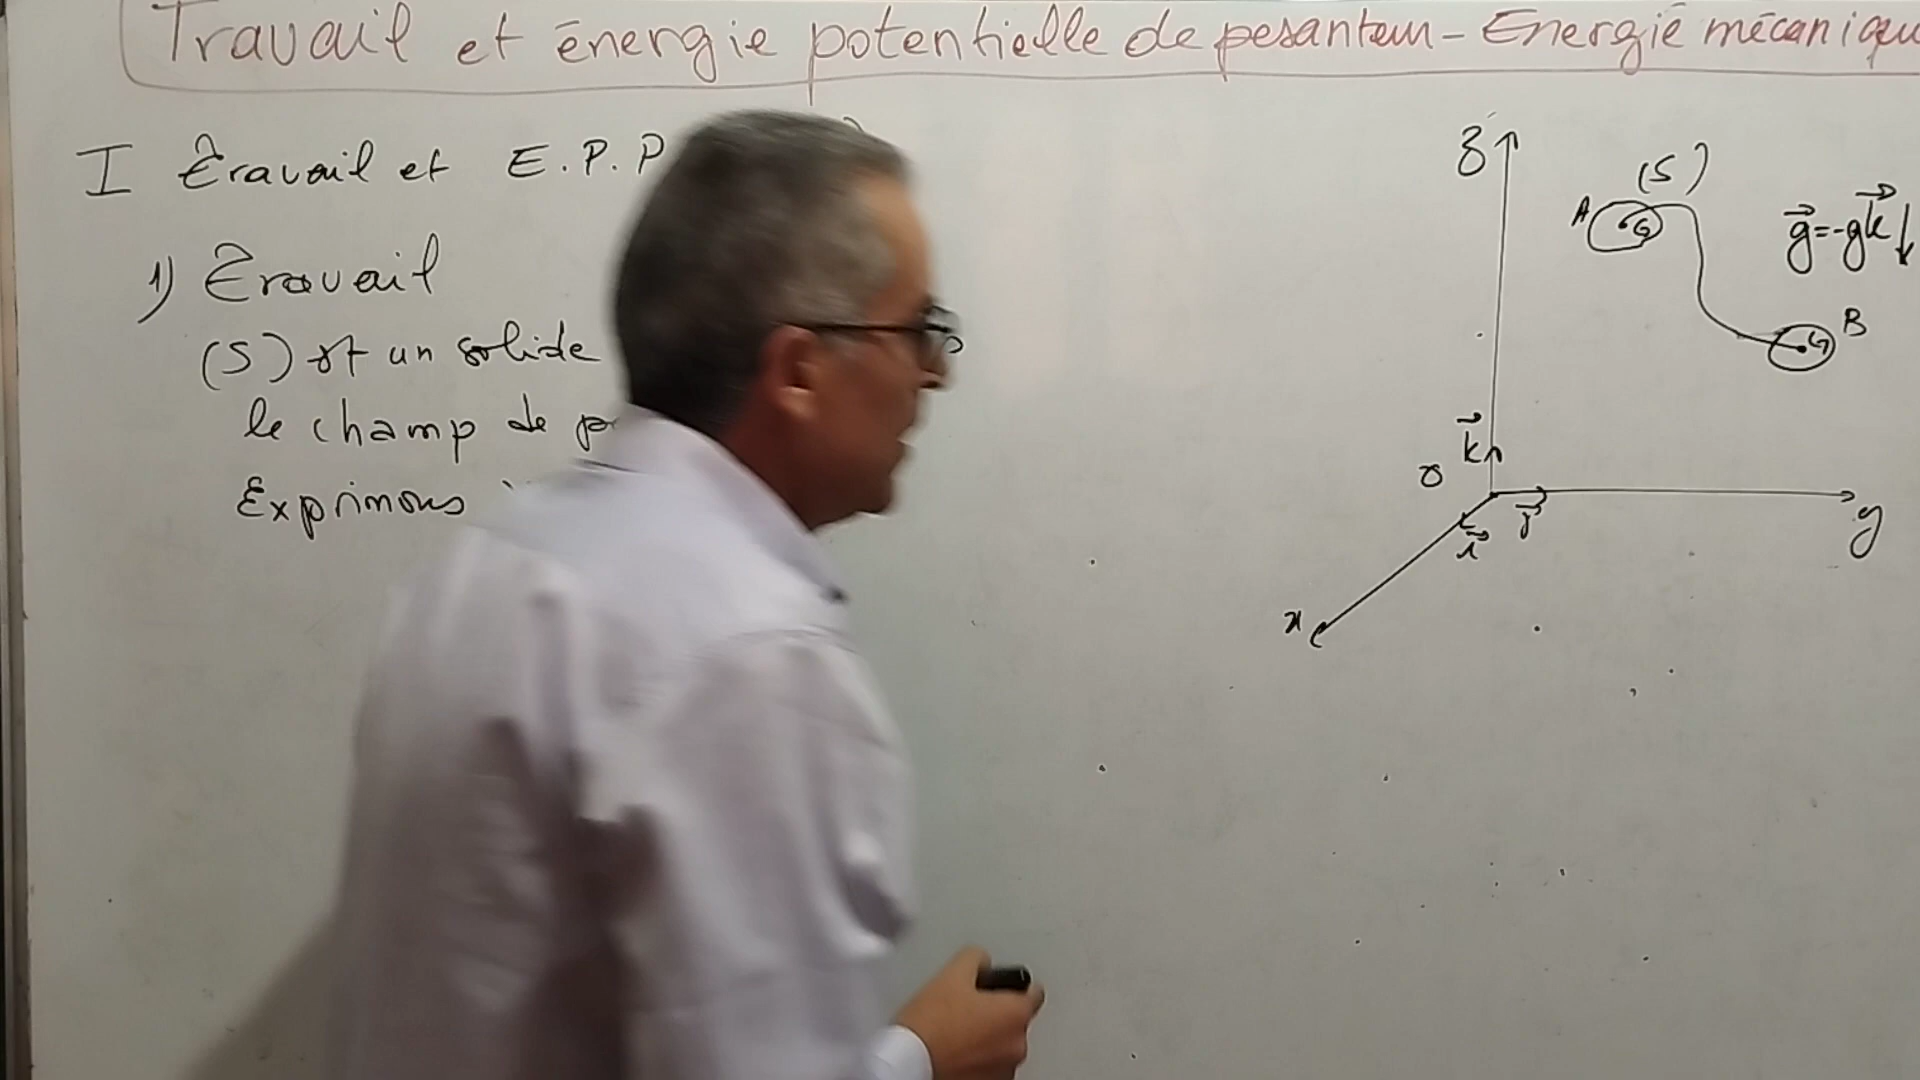 Travail et énergie potentielle de pesanteur - Energie mécanique
I Travail et E.P.P
1) Travail
(S) est un solide
le champ de
Exprimons
z
(S)
A
G
g⃗=-gk⃗
B
G
k⃗
O
j⃗
i⃗
y
x